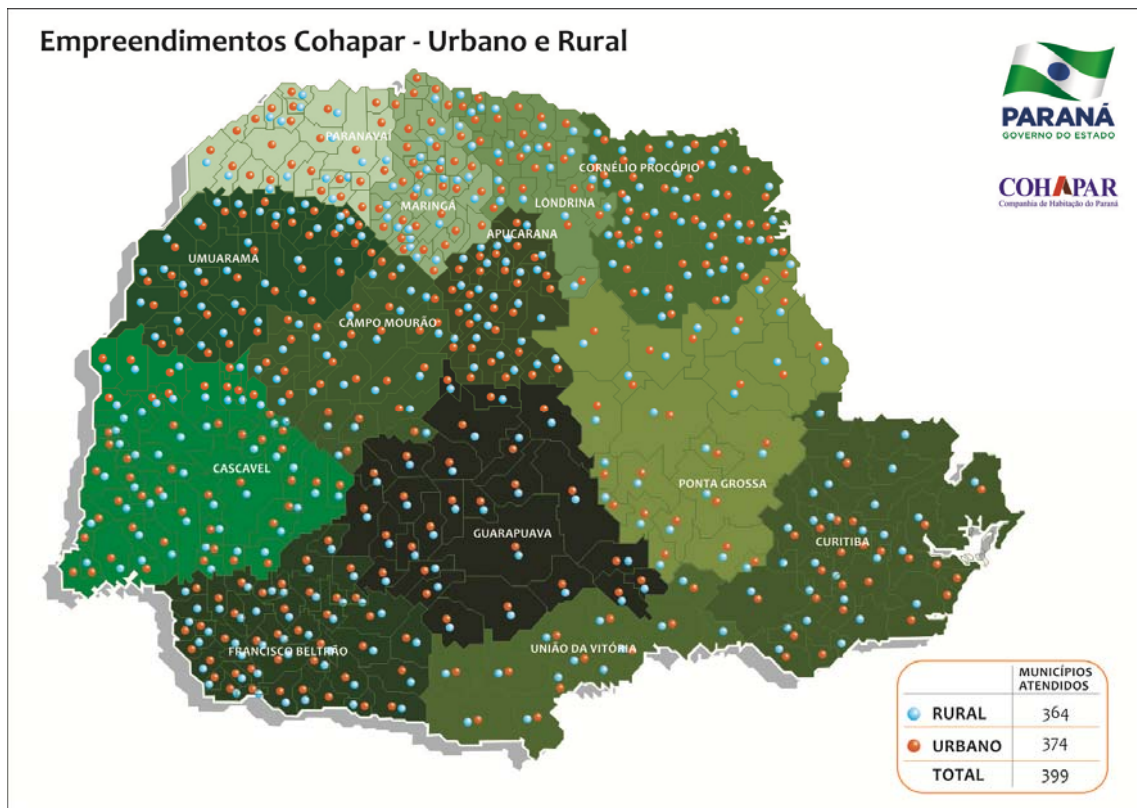 Empreendimentos Cohapar - Urbano e Rural
PARANÁ
GOVERNO DO ESTADO
COHAPAR
Companhia de Habitação do Paraná
PARANAVAÍ
CORNÉLIO PROCÓPIO
MARINGÁ
LONDRINA
APUCARANA
UMUARAMA
CAMPO MOURÃO
CASCAVEL
PONTA GROSSA
GUARAPUAVA
CURITIBA
FRANCISCO BELTRÃO
UNIÃO DA VITÓRIA
MUNICÍPIOS
ATENDIDOS
RURAL 364
URBANO 374
TOTAL 399